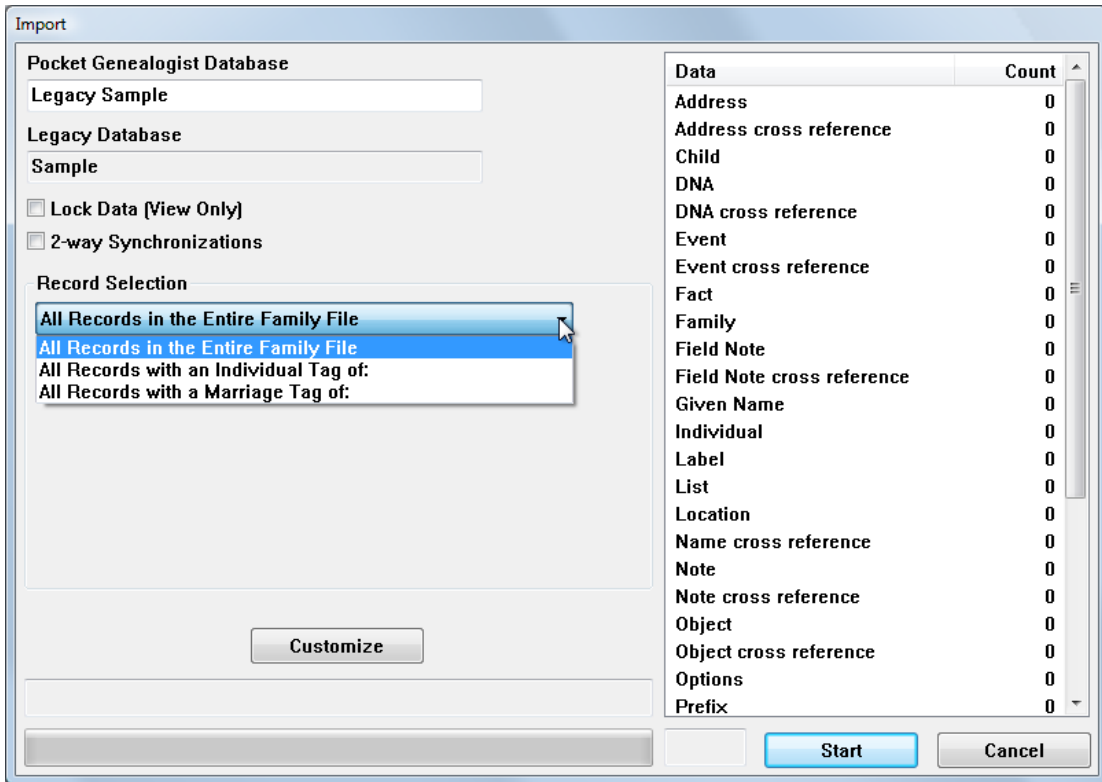 Import
Pocket Genealogist Database
Legacy Sample
Legacy Database
Sample
Lock Data (View Only)
2-way Synchronizations
Record Selection
All Records in the Entire Family File
All Records in the Entire Family File
All Records with an Individual Tag of:
All Records with a Marriage Tag of:
Customize
Data Count
Address 0
Address cross reference 0
Child 0
DNA 0
DNA cross reference 0
Event 0
Event cross reference 0
Fact 0
Family 0
Field Note 0
Field Note cross reference 0
Given Name 0
Individual 0
Label 0
List 0
Location 0
Name cross reference 0
Note 0
Note cross reference 0
Object 0
Object cross reference 0
Options 0
Prefix 0
Start Cancel